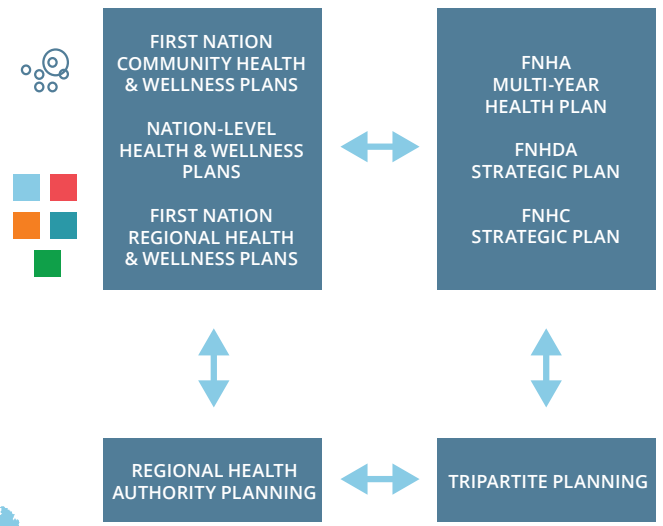 FIRST NATION
COMMUNITY HEALTH
& WELLNESS PLANS
NATION-LEVEL
HEALTH & WELLNESS
PLANS
FIRST NATION
REGIONAL HEALTH
& WELLNESS PLANS
FNHA
MULTI-YEAR
HEALTH PLAN
FNHDA
STRATEGIC PLAN
FNHC
STRATEGIC PLAN
REGIONAL HEALTH
AUTHORITY PLANNING
TRIPARTITE PLANNING